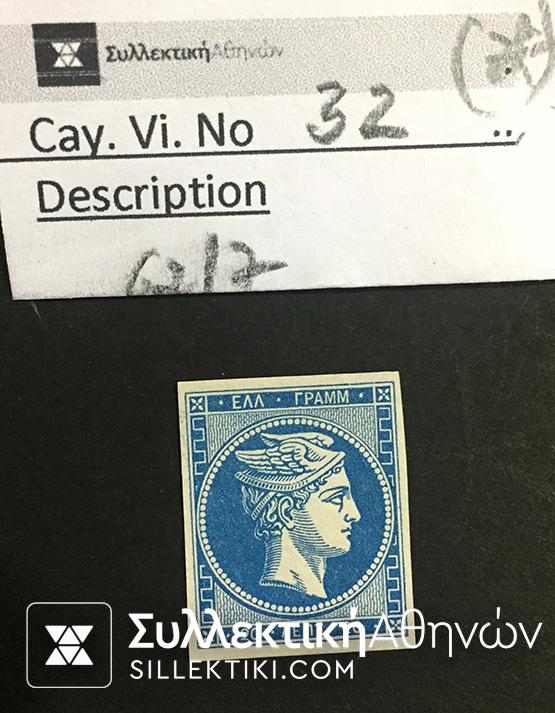 ΣυλλεκτικήΑθηνών
Cay. Vi. No 32
Description
ΕΛΛ · ΓΡΑΜΜ ·
ΣυλλεκτικήΑθηνών
SILLEKTIKI.COM